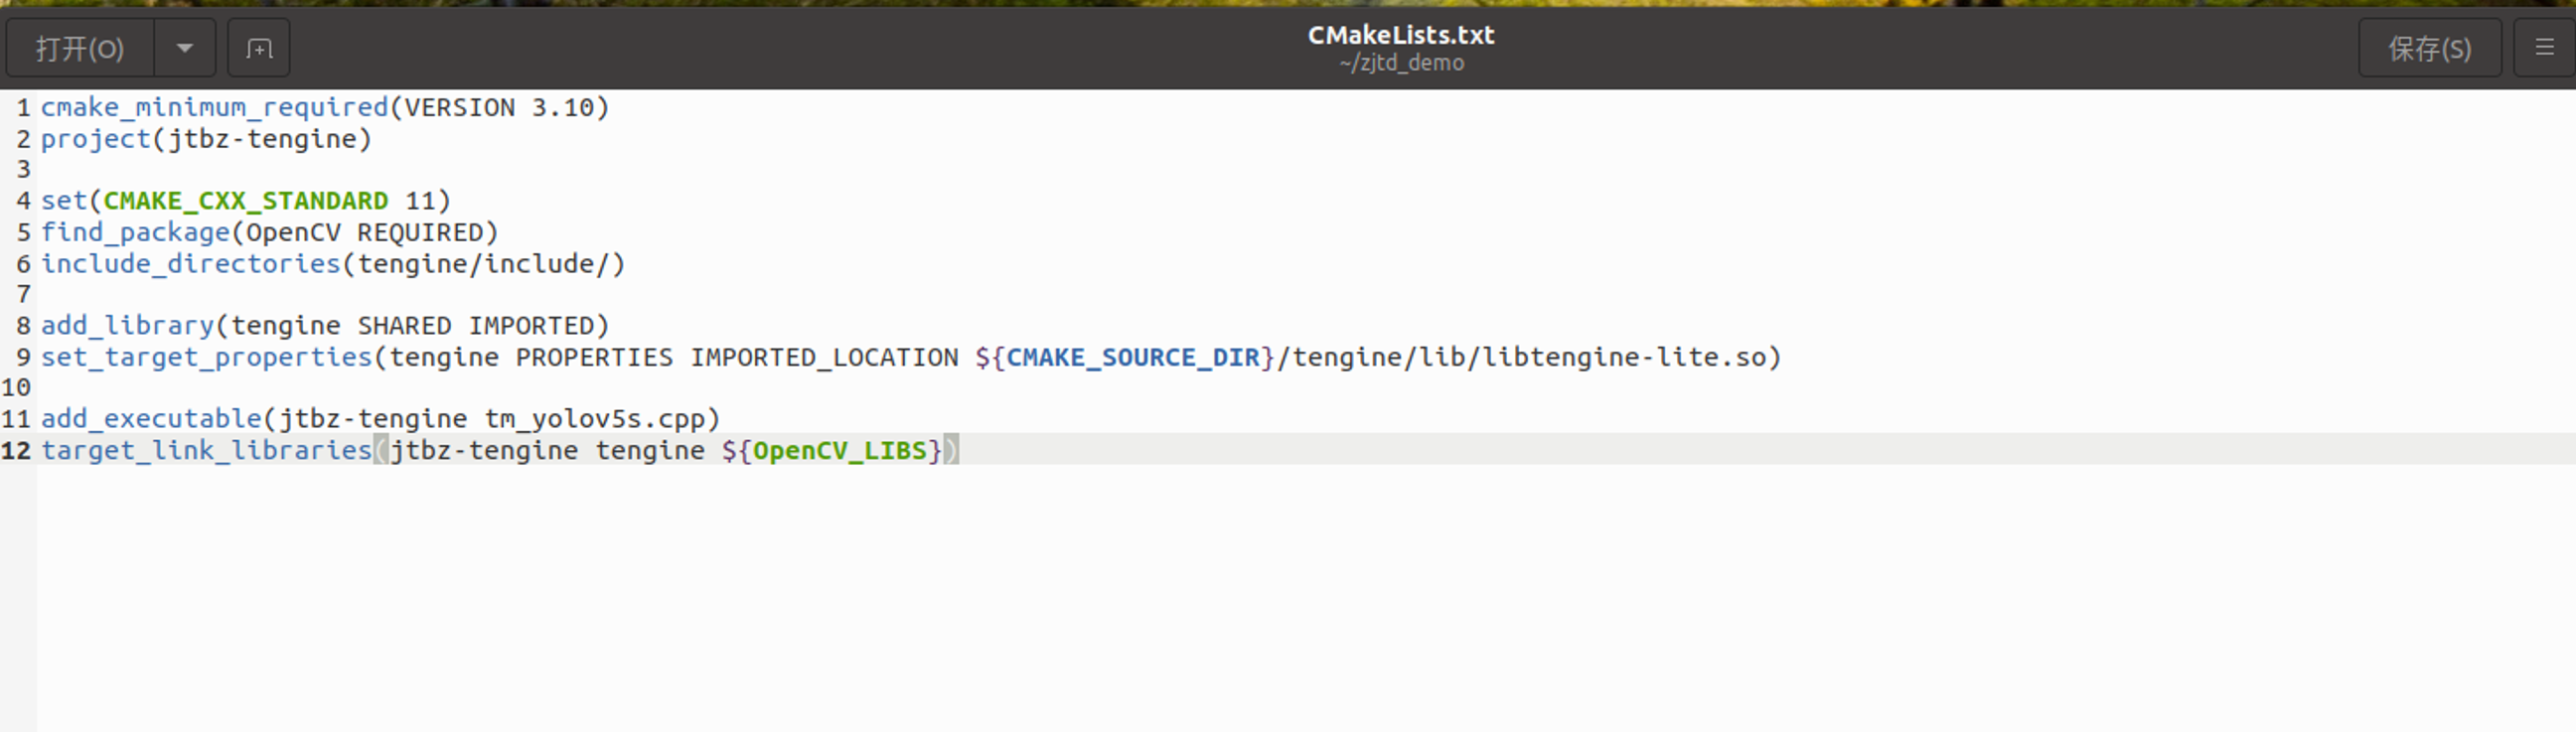 打开(O)
CMakeLists.txt
~/zjtd_demo
保存(S)
1 cmake_minimum_required(VERSION 3.10)
2 project(jtbz-tengine)
3
4 set(CMAKE_CXX_STANDARD 11)
5 find_package(OpenCV REQUIRED)
6 include_directories(tengine/include/)
7
8 add_library(tengine SHARED IMPORTED)
9 set_target_properties(tengine PROPERTIES IMPORTED_LOCATION ${CMAKE_SOURCE_DIR}/tengine/lib/libtengine-lite.so)
10
11 add_executable(jtbz-tengine tm_yolov5s.cpp)
12 target_link_libraries(jtbz-tengine tengine ${OpenCV_LIBS})